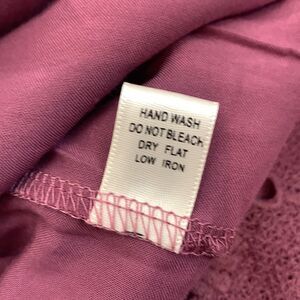 HAND WASH
DO NOT BLEACH
DRY FLAT
LOW IRON